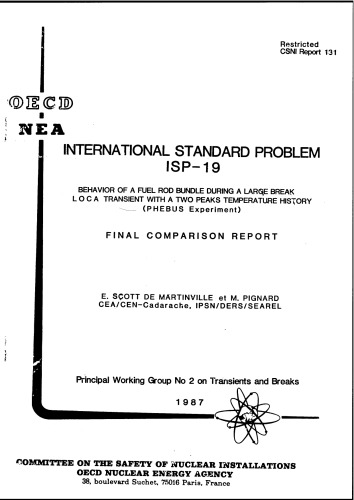 Restricted
CSNI Report 131
OECD
NEA
INTERNATIONAL STANDARD PROBLEM
ISP-19
BEHAVIOR OF A FUEL ROD BUNDLE DURING A LARGE BREAK
LOCA TRANSIENT WITH A TWO PEAKS TEMPERATURE HISTORY
(PHEBUS Experiment)
FINAL COMPARISON REPORT
E. SCOTT DE MARTINVILLE et M. PIGNARD
CEA/CEN-Cadarache, IPSN/DERS/SEAREL
Principal Working Group No 2 on Transients and Breaks
1987
COMMITTEE ON THE SAFETY OF NUCLEAR INSTALLATIONS
OECD NUCLEAR ENERGY AGENCY
38, boulevard Suchet, 75016 Paris, France